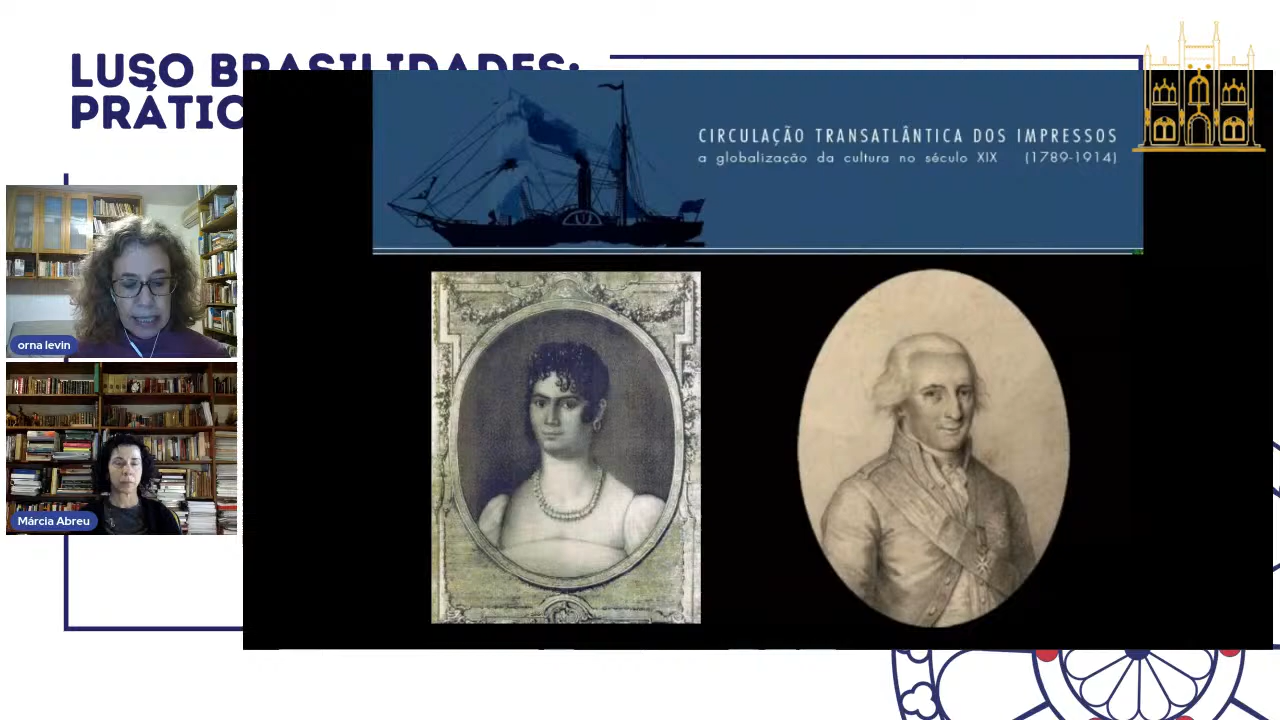 LUSO BRASILIDADES:
PRÁTIC
CIRCULAÇÃO TRANSATLÂNTICA DOS IMPRESSOS
a globalização da cultura no século XIX (1789-1914)
orna levin
Márcia Abreu